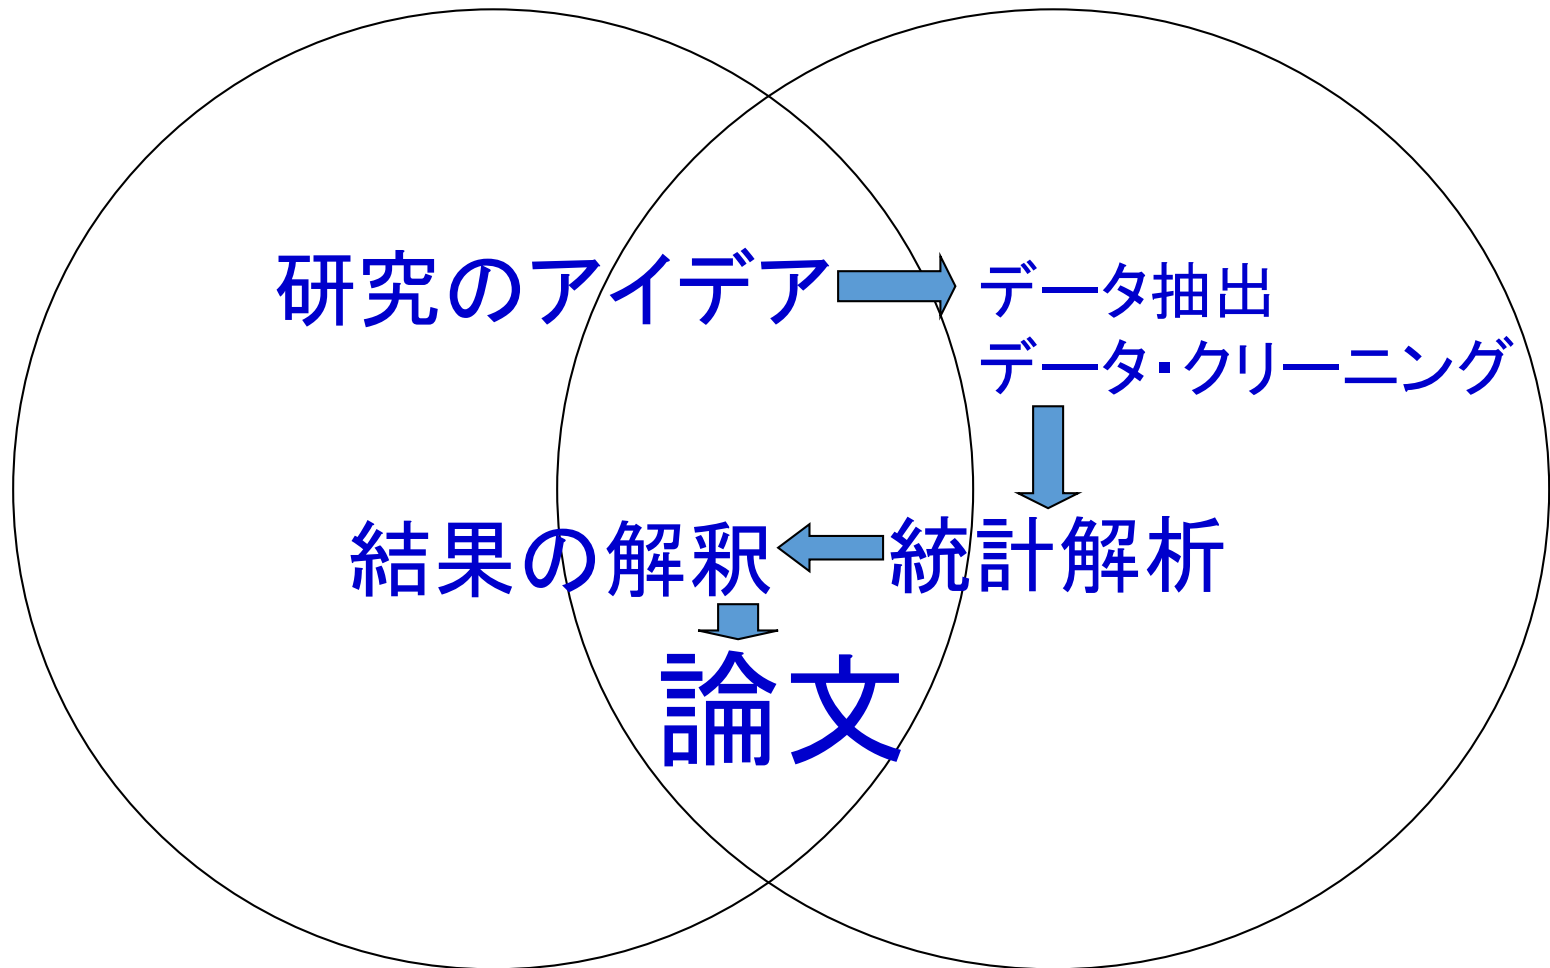 研究のアイデア
データ抽出
データ・クリーニング
結果の解釈
統計解析
論文